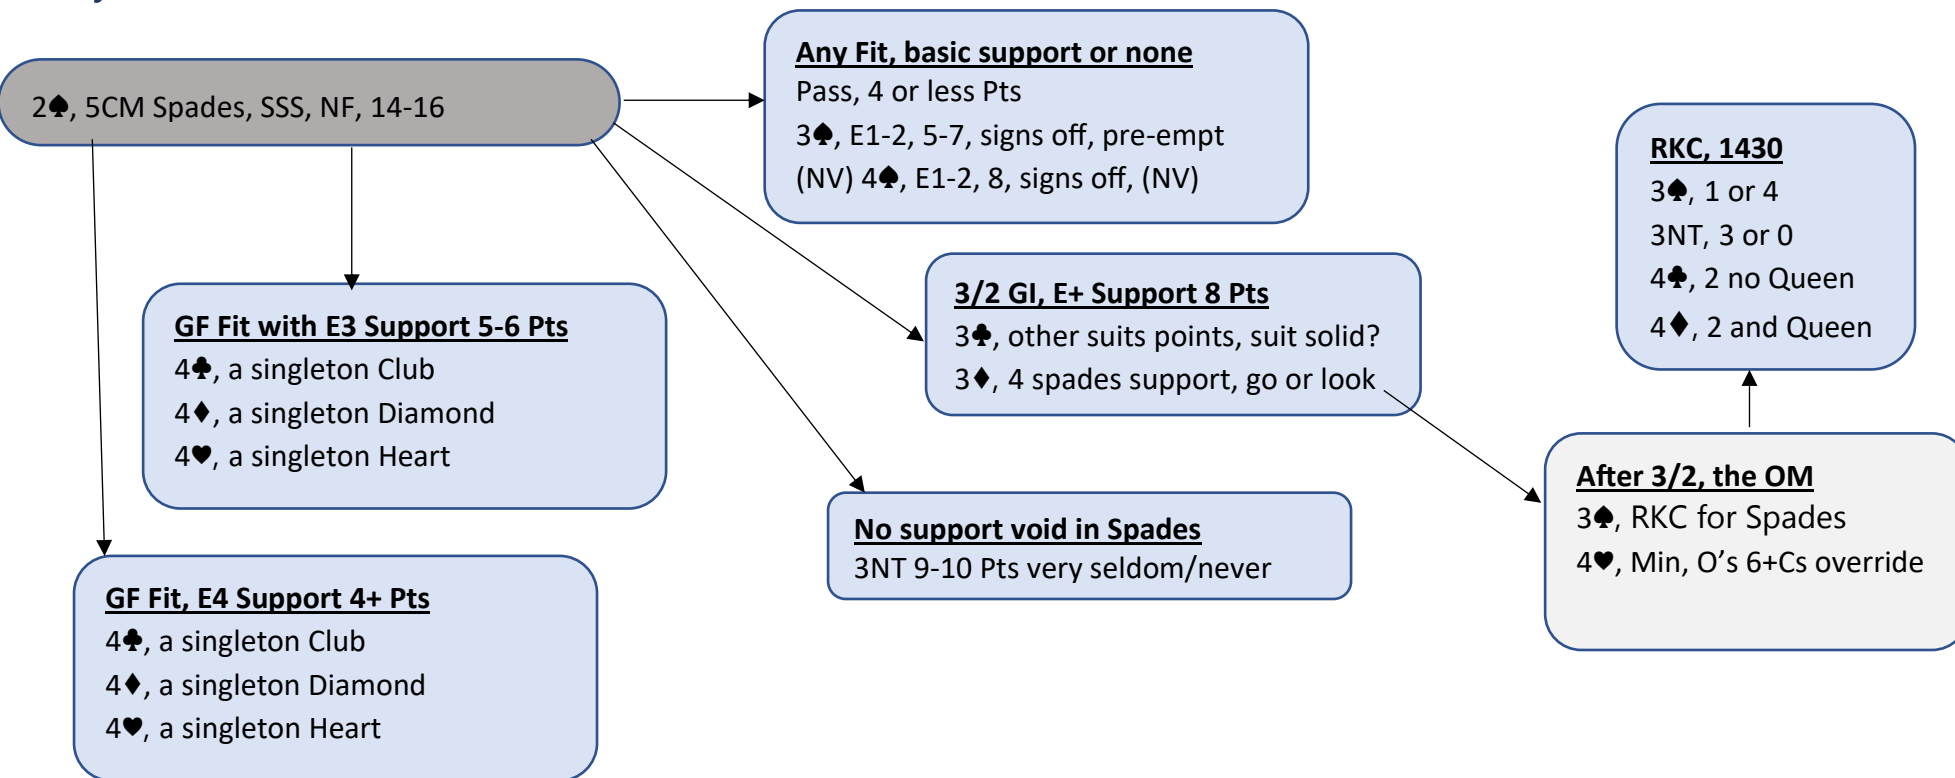 2♠, 5CM Spades, SSS, NF, 14-16
Any Fit, basic support or none
Pass, 4 or less Pts
3♠, E1-2, 5-7, signs off, pre-empt
(NV) 4♠, E1-2, 8, signs off, (NV)
RKC, 1430
3♠, 1 or 4
3NT, 3 or 0
4♣, 2 no Queen
4♦, 2 and Queen
GF Fit with E3 Support 5-6 Pts
4♣, a singleton Club
4♦, a singleton Diamond
4♥, a singleton Heart
3/2 GI, E+ Support 8 Pts
3♣, other suits points, suit solid?
3♦, 4 spades support, go or look
After 3/2, the OM
3♠, RKC for Spades
4♥, Min, O's 6+Cs override
No support void in Spades
3NT 9-10 Pts very seldom/never
GF Fit, E4 Support 4+ Pts
4♣, a singleton Club
4♦, a singleton Diamond
4♥, a singleton Heart